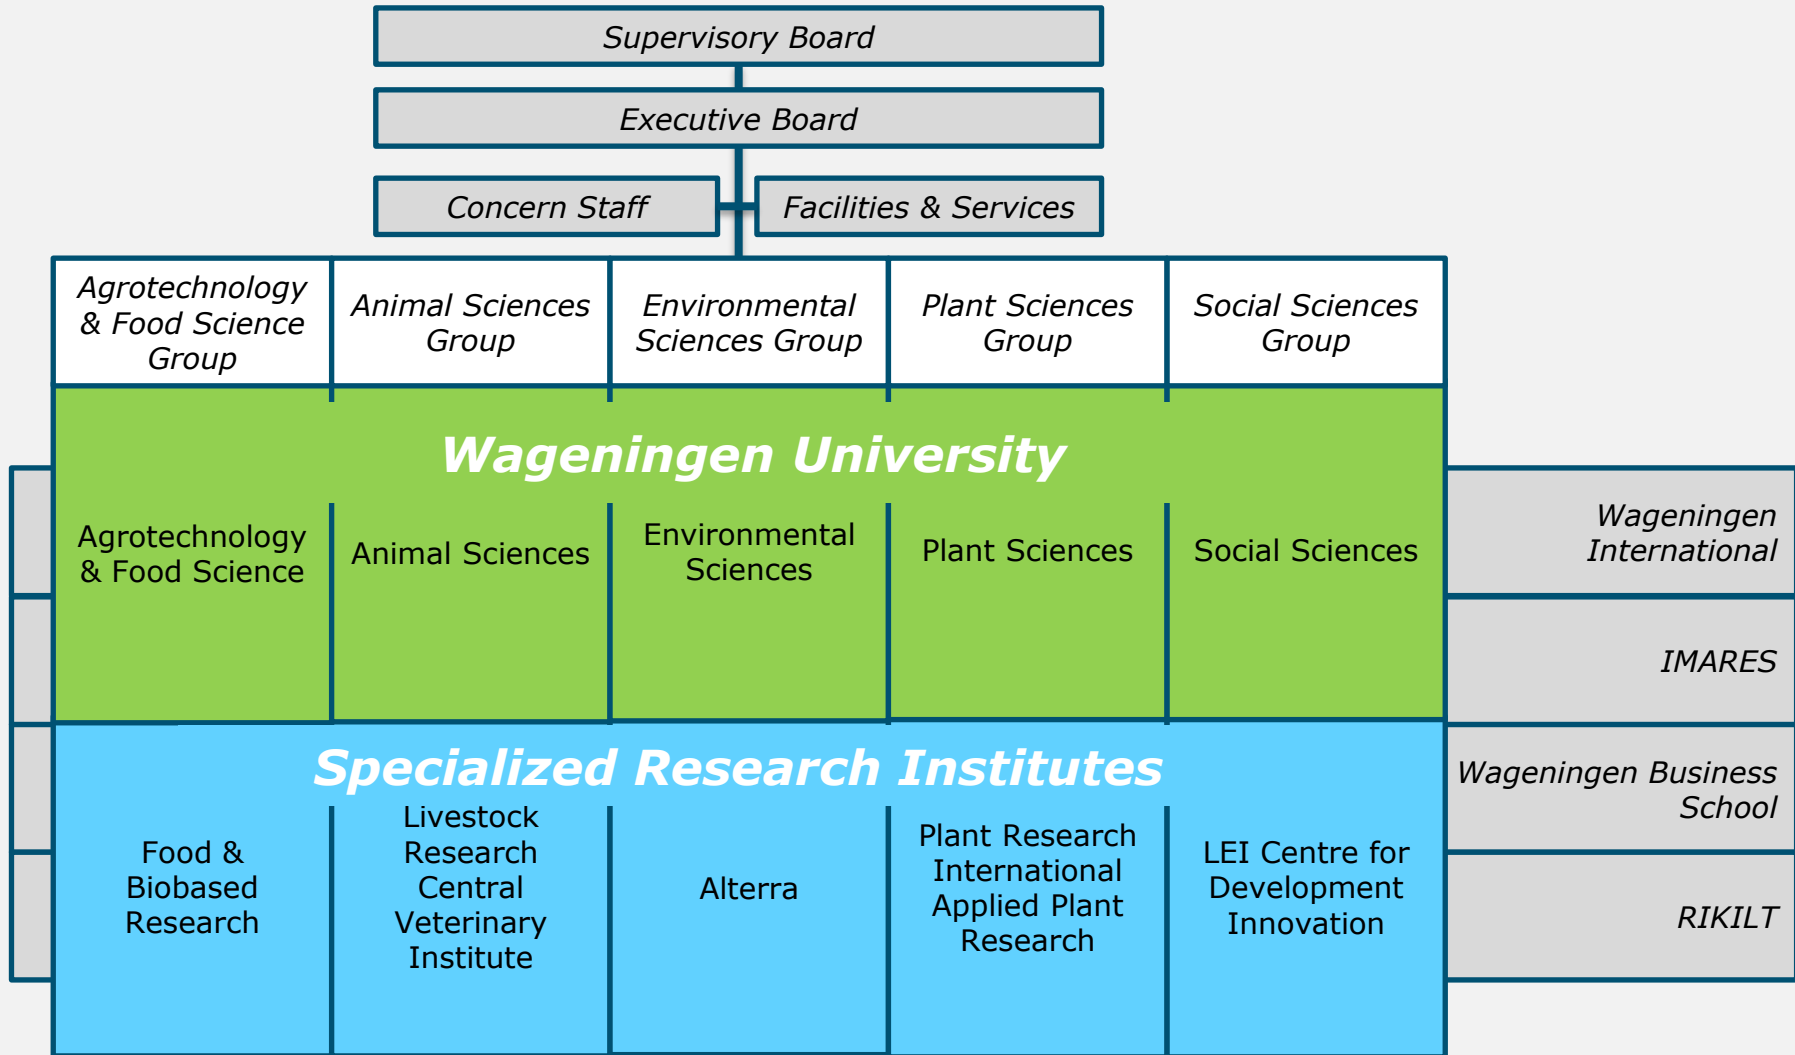 Supervisory Board
Executive Board
Concern Staff
Facilities & Services
Agrotechnology
& Food Science
Group
Animal Sciences
Group
Environmental
Sciences Group
Plant Sciences
Group
Social Sciences
Group
Wageningen University
Agrotechnology
& Food Science
Animal Sciences
Environmental
Sciences
Plant Sciences
Social Sciences
Wageningen
International
IMARES
Specialized Research Institutes
Food &
Biobased
Research
Livestock
Research
Central
Veterinary
Institute
Alterra
Plant Research
International
Applied Plant
Research
LEI Centre for
Development
Innovation
Wageningen Business
School
RIKILT